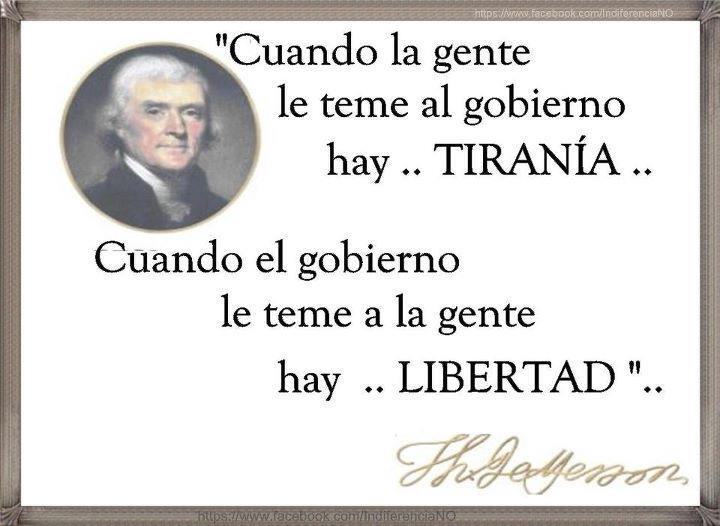 https://www.facebook.com/IndiferenciaNO
"Cuando la gente
le teme al gobierno
hay .. TIRANÍA ..
Cuando el gobierno
le teme a la gente
hay .. LIBERTAD "..
Th. Jefferson.
https://www.facebook.com/IndiferenciaNO